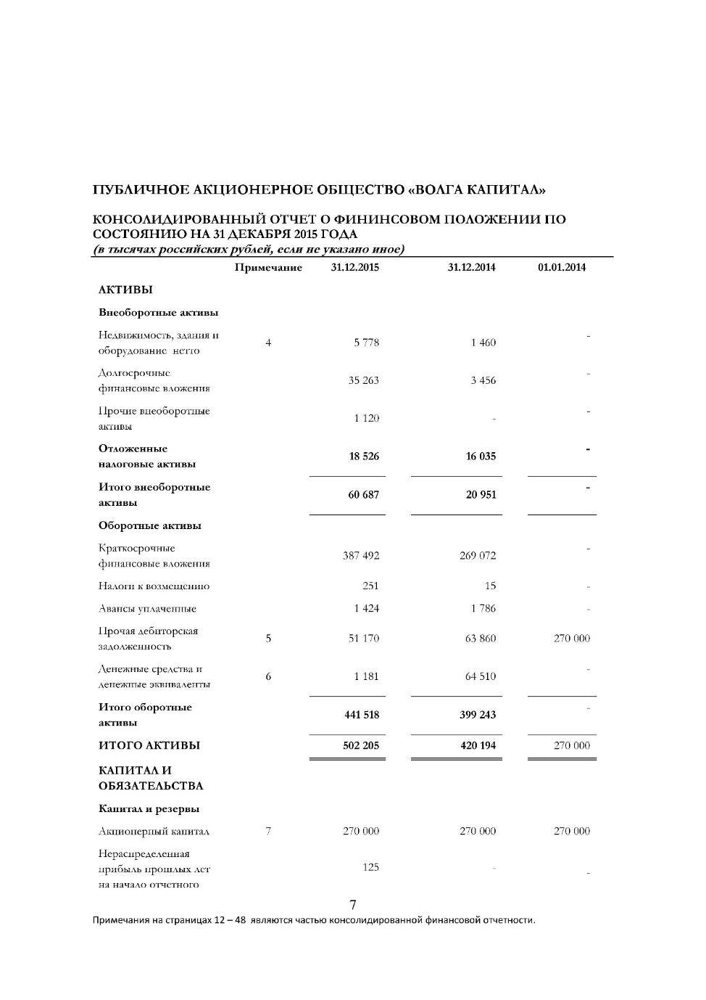 ПУБЛИЧНОЕ АКЦИОНЕРНОЕ ОБЩЕСТВО «ВОЛГА КАПИТАЛ»
КОНСОЛИДИРОВАННЫЙ ОТЧЕТ О ФИНИНСОВОМ ПОЛОЖЕНИИ ПО
СОСТОЯНИЮ НА 31 ДЕКАБРЯ 2015 ГОДА
(в тысячах российских рублей, если не указано иное)
Примечание 31.12.2015 31.12.2014 01.01.2014
АКТИВЫ
Внеоборотные активы
Недвижимость, здания и
оборудование нетто 4 5 778 1 460 -
Долгосрочные
финансовые вложения 35 263 3 456 -
Прочие внеоборотные
активы 1 120 - -
Отложенные
налоговые активы 18 526 16 035 -
Итого внеоборотные
активы 60 687 20 951 -
Оборотные активы
Краткосрочные
финансовые вложения 387 492 269 072 -
Налоги к возмещению 251 15 -
Авансы уплаченные 1 424 1 786 -
Прочая дебиторская
задолженность 5 51 170 63 860 270 000
Денежные средства и
денежные эквиваленты 6 1 181 64 510 -
Итого оборотные
активы 441 518 399 243 -
ИТОГО АКТИВЫ 502 205 420 194 270 000
КАПИТАЛ И
ОБЯЗАТЕЛЬСТВА
Капитал и резервы
Акционерный капитал 7 270 000 270 000 270 000
Нераспределенная
прибыль прошлых лет 125 - -
на начало отчетного
7
Примечания на страницах 12 – 48 являются частью консолидированной финансовой отчетности.